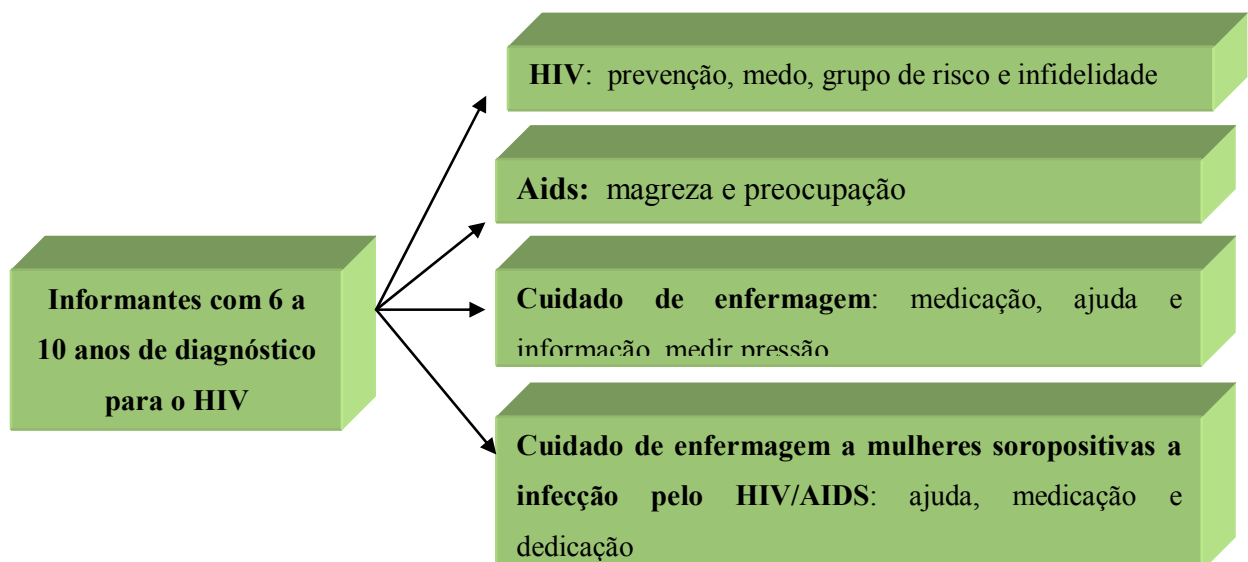 HIV: prevenção, medo, grupo de risco e infidelidade
Aids: magreza e preocupação
Informantes com 6 a
10 anos de diagnóstico
para o HIV
Cuidado de enfermagem: medicação, ajuda e
informação, medir pressão
Cuidado de enfermagem a mulheres soropositivas a
infecção pelo HIV/AIDS: ajuda, medicação e
dedicação